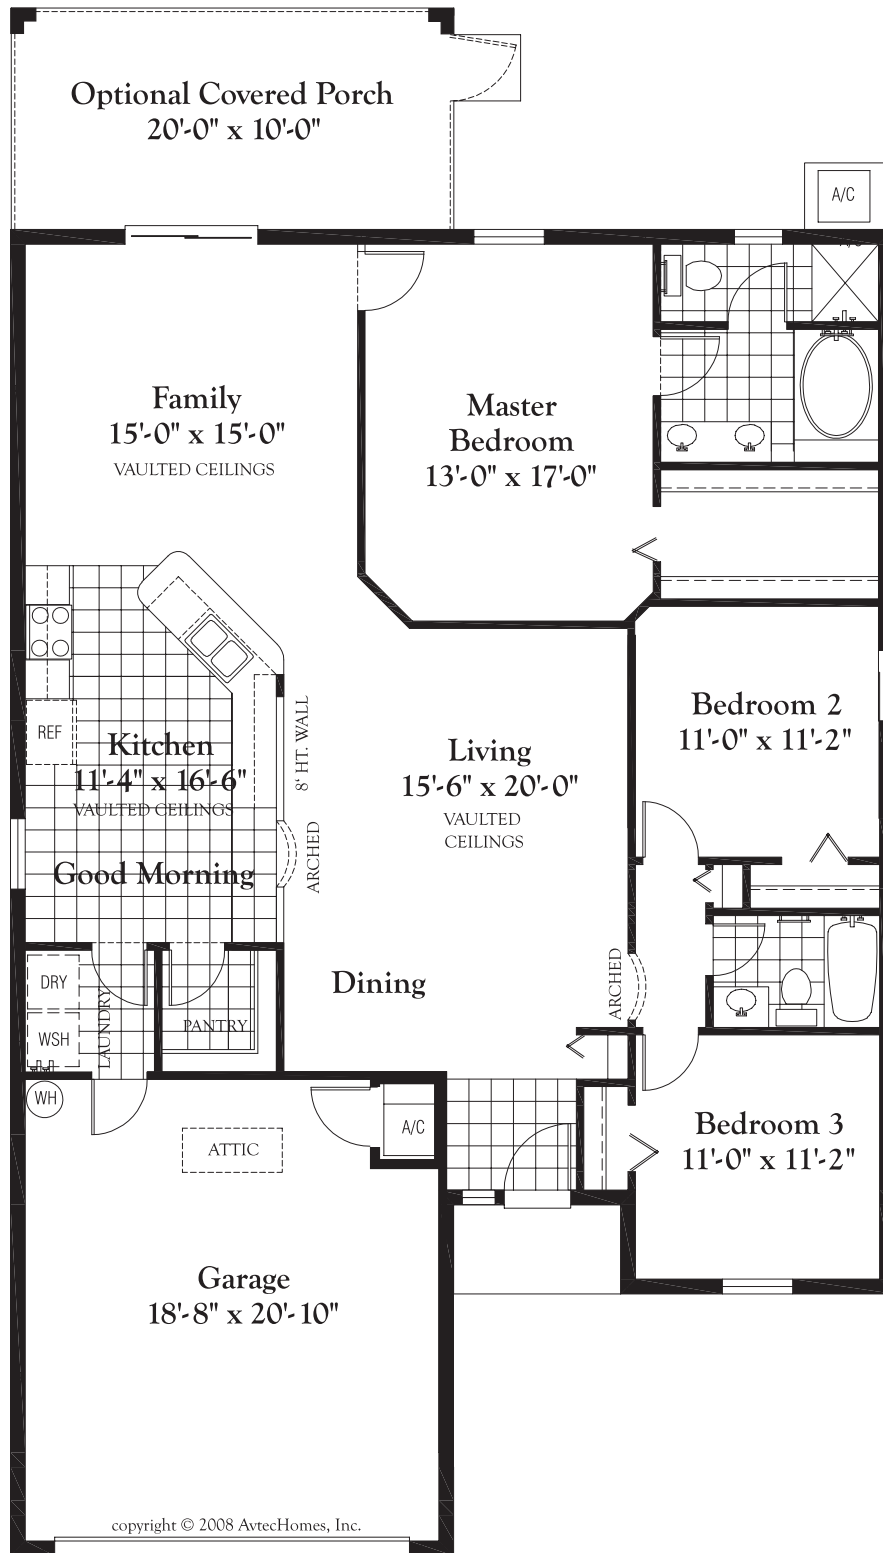 Optional Covered Porch
20'-0" x 10'-0"
A/C
Family
15'-0" x 15'-0"
VAULTED CEILINGS
Master
Bedroom
13'-0" x 17'-0"
REF
Kitchen
11'-4" x 16'-6"
VAULTED CEILINGS
8' HT. WALL
Living
15'-6" x 20'-0"
VAULTED
CEILINGS
Bedroom 2
11'-0" x 11'-2"
Good Morning
ARCHED
Dining
ARCHED
DRY
WSH
LAUNDRY
PANTRY
WH
A/C
ATTIC
Bedroom 3
11'-0" x 11'-2"
Garage
18'-8" x 20'-10"
copyright © 2008 AvtecHomes, Inc.